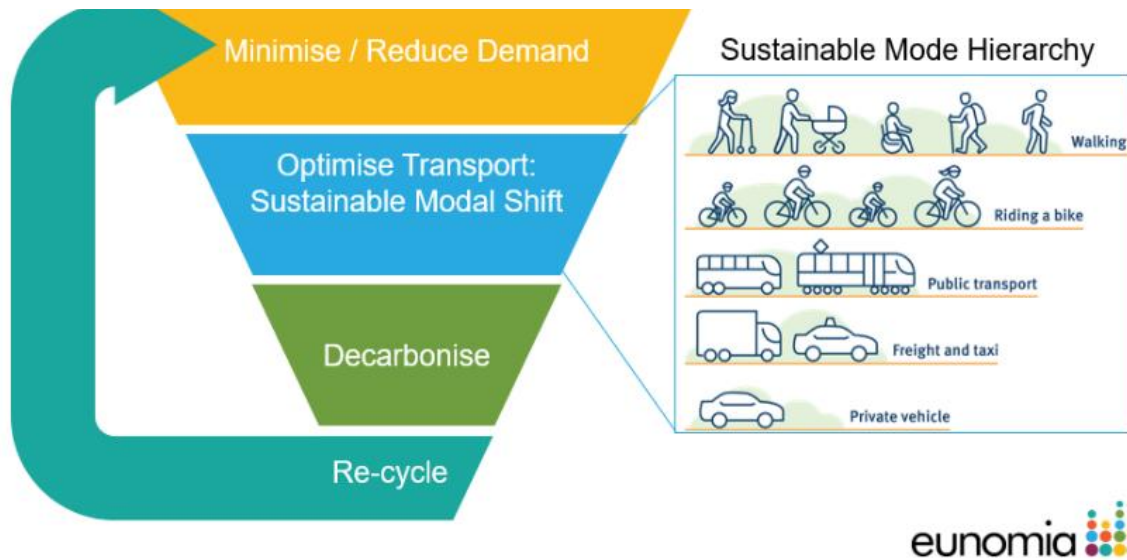 Minimise / Reduce Demand
Optimise Transport:
Sustainable Modal Shift
Decarbonise
Re-cycle
Sustainable Mode Hierarchy
Walking
Riding a bike
Public transport
Freight and taxi
Private vehicle
eunomia